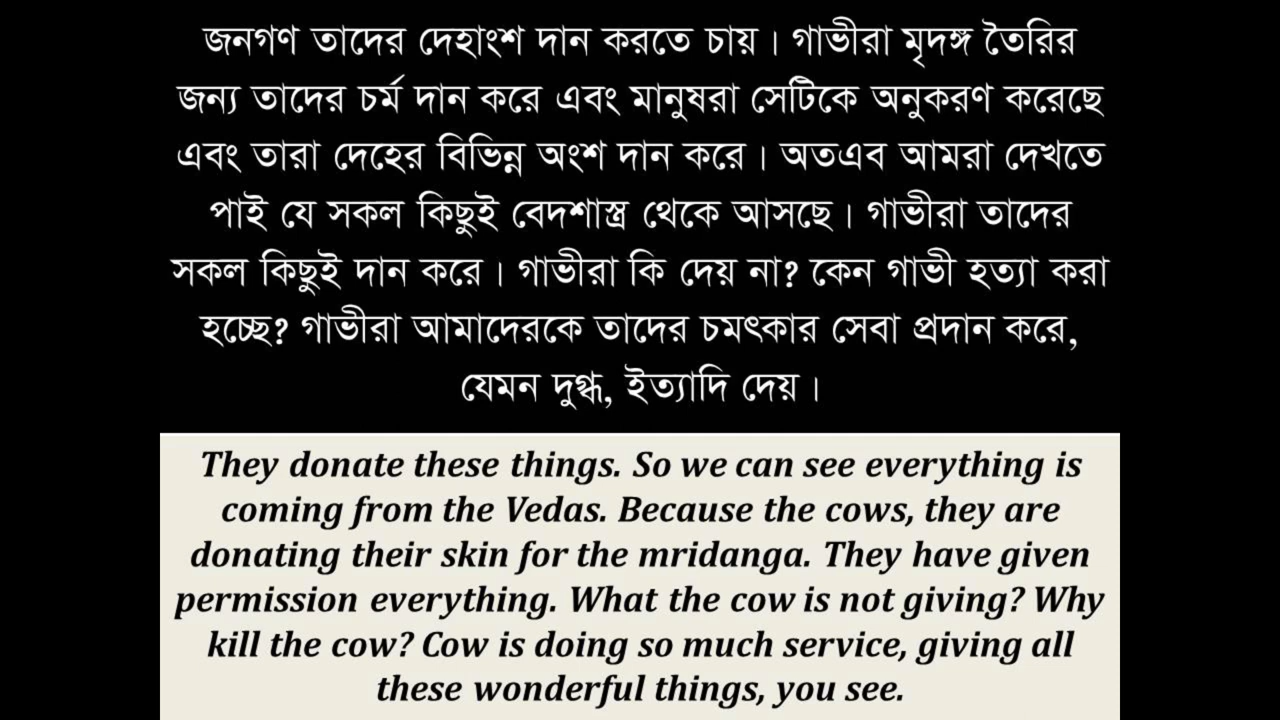 জনগণ তাদের দেহাংশ দান করতে চায়। গাভীরা মৃদঙ্গ তৈরির
জন্য তাদের চর্ম দান করে এবং মানুষরা সেটিকে অনুকরণ করেছে
এবং তারা দেহের বিভিন্ন অংশ দান করে। অতএব আমরা দেখতে
পাই যে সকল কিছুই বেদশাস্ত্র থেকে আসছে। গাভীরা তাদের
সকল কিছুই দান করে। গাভীরা কি দেয় না? কেন গাভী হত্যা করা
হচ্ছে? গাভীরা আমাদেরকে তাদের চমৎকার সেবা প্রদান করে,
যেমন দুগ্ধ, ইত্যাদি দেয়।
They donate these things. So we can see everything is
coming from the Vedas. Because the cows, they are
donating their skin for the mridanga. They have given
permission everything. What the cow is not giving? Why
kill the cow? Cow is doing so much service, giving all
these wonderful things, you see.